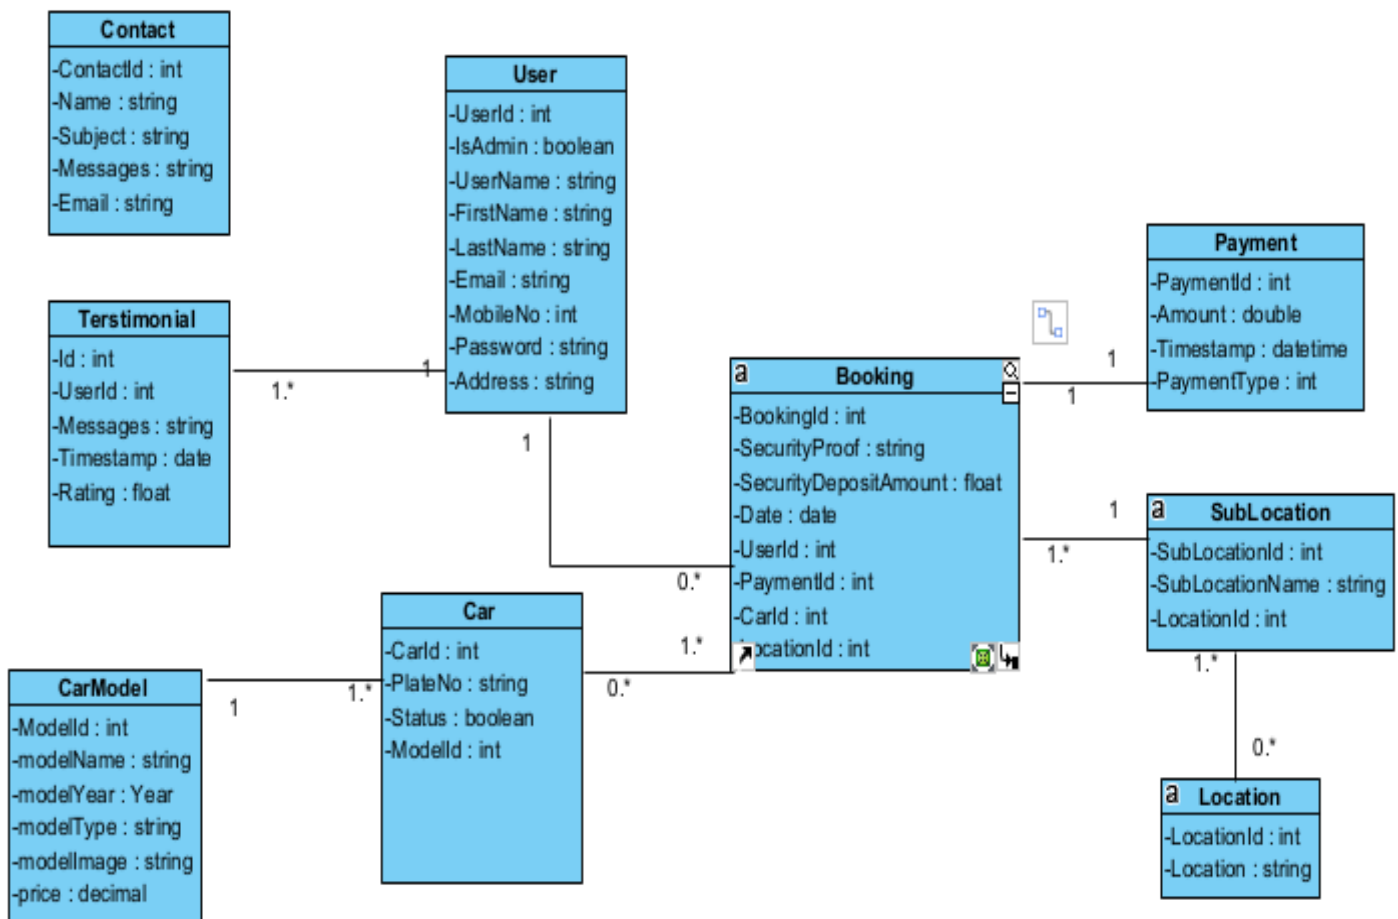 Contact
-ContactId : int
-Name : string
-Subject : string
-Messages : string
-Email : string
User
-UserId : int
-IsAdmin : boolean
-UserName : string
-FirstName : string
-LastName : string
-Email : string
-MobileNo : int
-Password : string
-Address : string
Terstimonial
-Id : int
-UserId : int
-Messages : string
-Timestamp : date
-Rating : float
1.*
1
1
0.*
Payment
-PaymentId : int
-Amount : double
-Timestamp : datetime
-PaymentType : int
1
1
a
Booking
-BookingId : int
-SecurityProof : string
-SecurityDepositAmount : float
-Date : date
-UserId : int
-PaymentId : int
-CarId : int
ocationId : int
1
1.*
a
SubLocation
-SubLocationId : int
-SubLocationName : string
-LocationId : int
1.*
0.*
a
Location
-LocationId : int
-Location : string
Car
-CarId : int
-PlateNo : string
-Status : boolean
-ModelId : int
1.*
0.*
CarModel
-ModelId : int
-modelName : string
-modelYear : Year
-modelType : string
-modelImage : string
-price : decimal
1
1.*